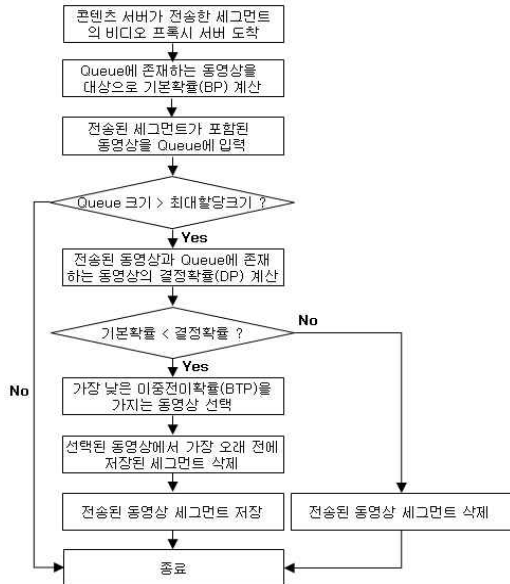 콘텐츠 서버가 전송한 세그먼트
의 비디오 프록시 서버 도착
Queue에 존재하는 동영상을
대상으로 기본확률(BP) 계산
전송된 세그먼트가 포함된
동영상을 Queue에 입력
Queue 크기 > 최대할당크기 ?
Yes
전송된 동영상과 Queue에 존재
하는 동영상의 결정확률(DP) 계산
기본확률 < 결정확률 ?
No
Yes
No
가장 낮은 이중전이확률(BTP)을
가지는 동영상 선택
선택된 동영상에서 가장 오래 전에
저장된 세그먼트 삭제
전송된 동영상 세그먼트 저장
전송된 동영상 세그먼트 삭제
종료